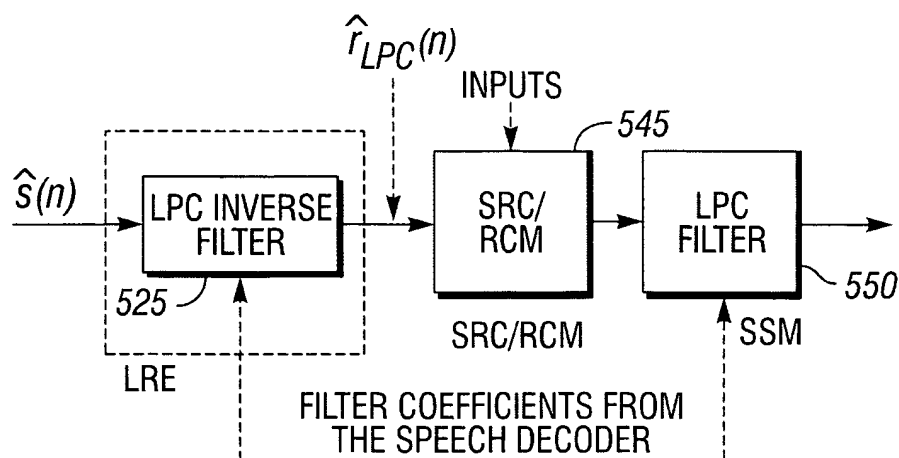 r̂LPC(n)
INPUTS
545
ŝ(n)
LPC INVERSE
FILTER
SRC/
RCM
LPC
FILTER
525
550
SRC/RCM
SSM
LRE
FILTER COEFFICIENTS FROM
THE SPEECH DECODER